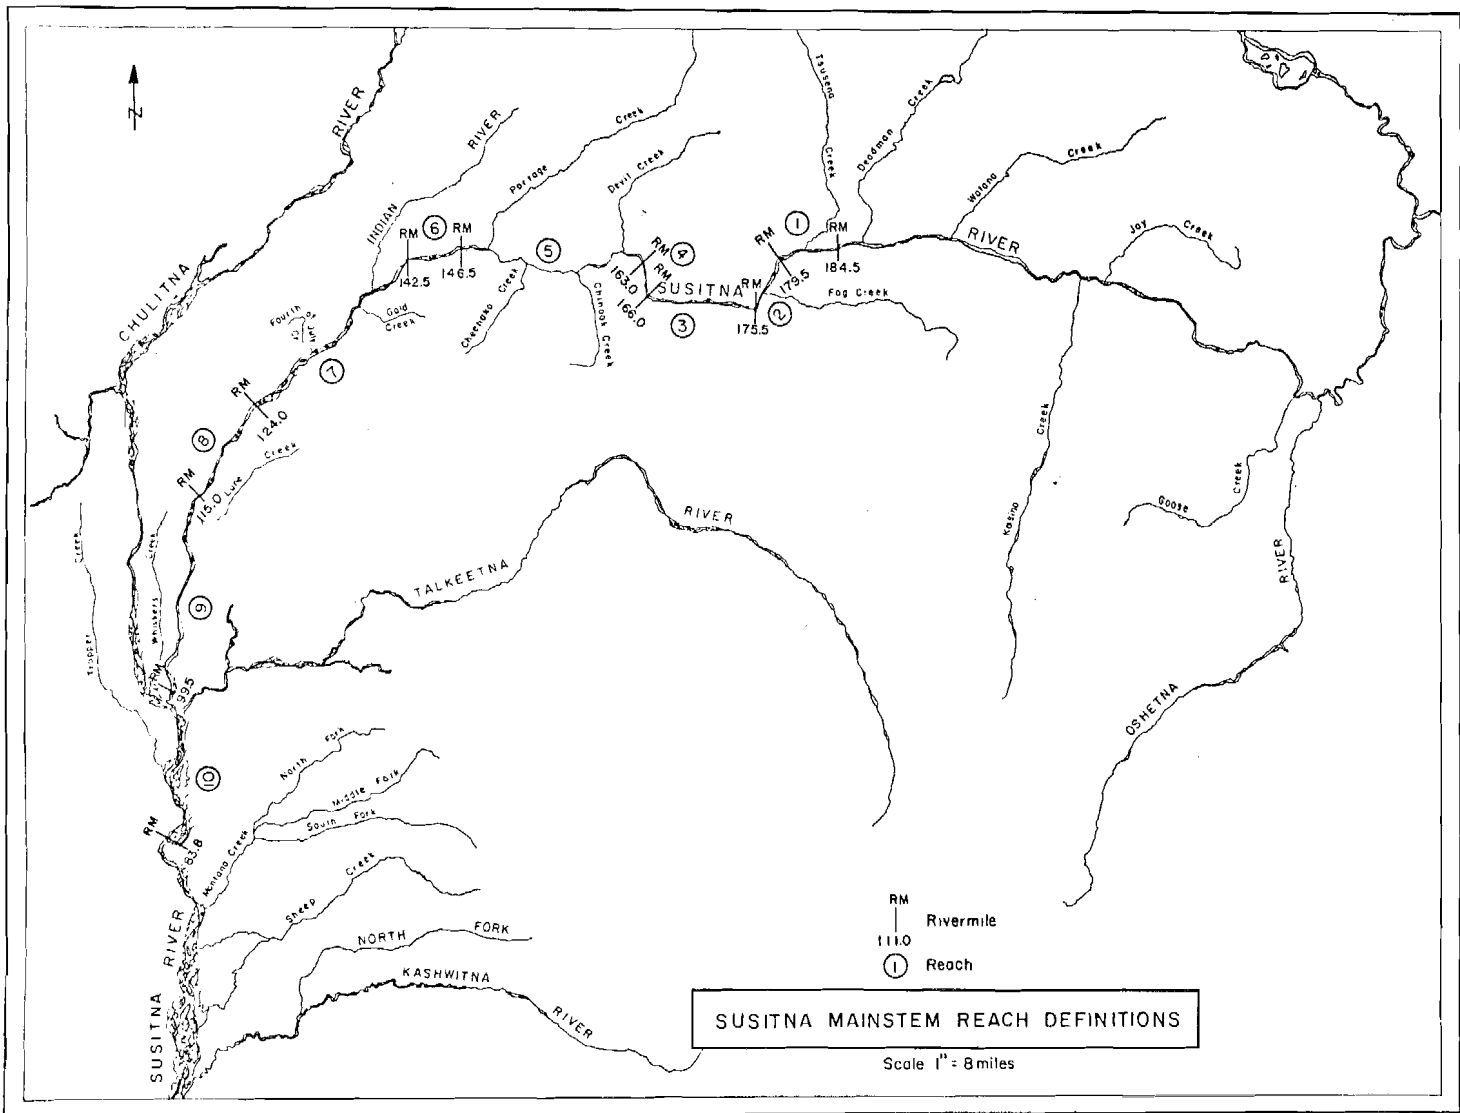 N
CHULITNA RIVER
INDIAN RIVER
Portage Creek
Devil Creek
Tsusena Creek
Deadman Creek
Watana Creek
RIVER
Jay Creek
RM
142.5
6
RM
146.5
5
RM
163.0
4
RM
166.0
SUSITNA
3
RM
175.5
2
RM
179.5
1
RM
184.5
Fog Creek
Cheenako Creek
Chinook Creek
Gold Creek
Fourth of July Cr
7
RM
124.0
8
RM
115.0
Lure Creek
9
Trapper Creek
Whiskers Creek
RM
99.5
TALKEETNA RIVER
Kosina Creek
Goose Creek
OSHETNA RIVER
10
RM
83.8
North Fork
Middle Fork
South Fork
Montana Creek
Sheep Creek
NORTH FORK
KASHWITNA RIVER
SUSITNA RIVER
RM
111.0
Rivermile
1 Reach
SUSITNA MAINSTEM REACH DEFINITIONS
Scale 1" = 8 miles